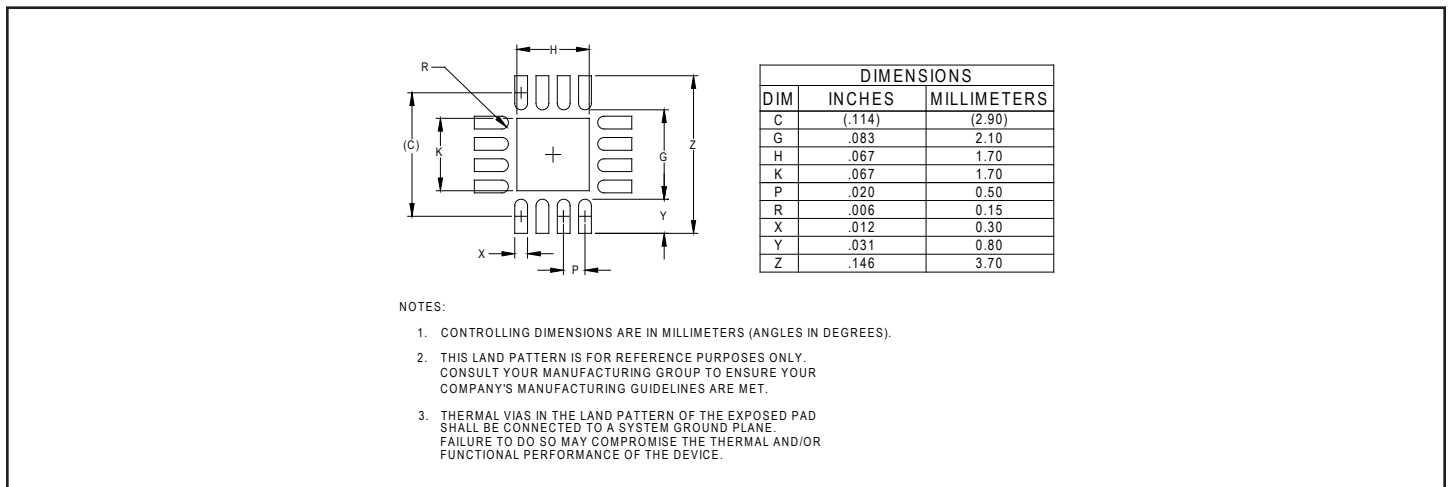 H
R
(C)
K
G
Z
Y
X
P
DIMENSIONS
DIM INCHES MILLIMETERS
C (.114) (2.90)
G .083 2.10
H .067 1.70
K .067 1.70
P .020 0.50
R .006 0.15
X .012 0.30
Y .031 0.80
Z .146 3.70
NOTES:
1. CONTROLLING DIMENSIONS ARE IN MILLIMETERS (ANGLES IN DEGREES).
2. THIS LAND PATTERN IS FOR REFERENCE PURPOSES ONLY.
CONSULT YOUR MANUFACTURING GROUP TO ENSURE YOUR
COMPANY'S MANUFACTURING GUIDELINES ARE MET.
3. THERMAL VIAS IN THE LAND PATTERN OF THE EXPOSED PAD
SHALL BE CONNECTED TO A SYSTEM GROUND PLANE.
FAILURE TO DO SO MAY COMPROMISE THE THERMAL AND/OR
FUNCTIONAL PERFORMANCE OF THE DEVICE.